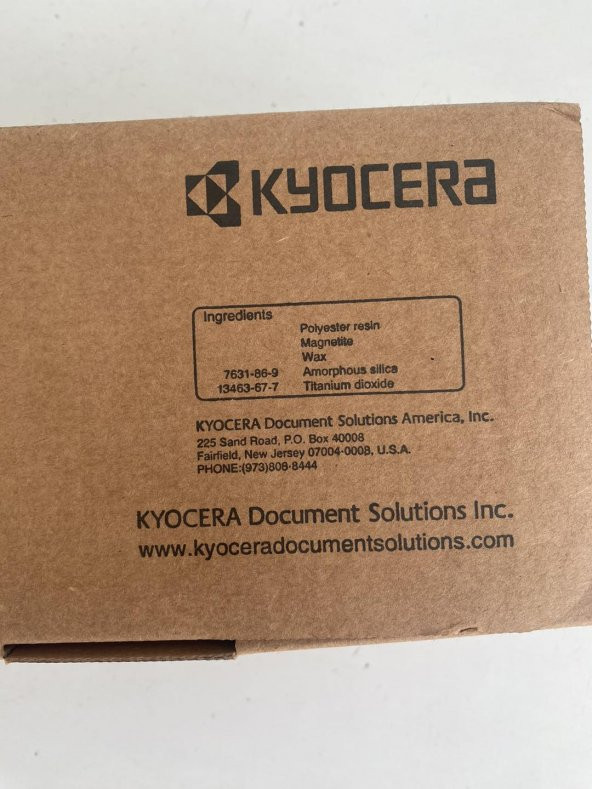 KYOCERA
Ingredients
Polyester resin
Magnetite
Wax
7631-86-9 Amorphous silica
13463-67-7 Titanium dioxide
KYOCERA Document Solutions America, Inc.
225 Sand Road, P.O. Box 40008
Fairfield, New Jersey 07004-0008, U.S.A.
PHONE:(973)808-8444
KYOCERA Document Solutions Inc.
www.kyoceradocumentsolutions.com